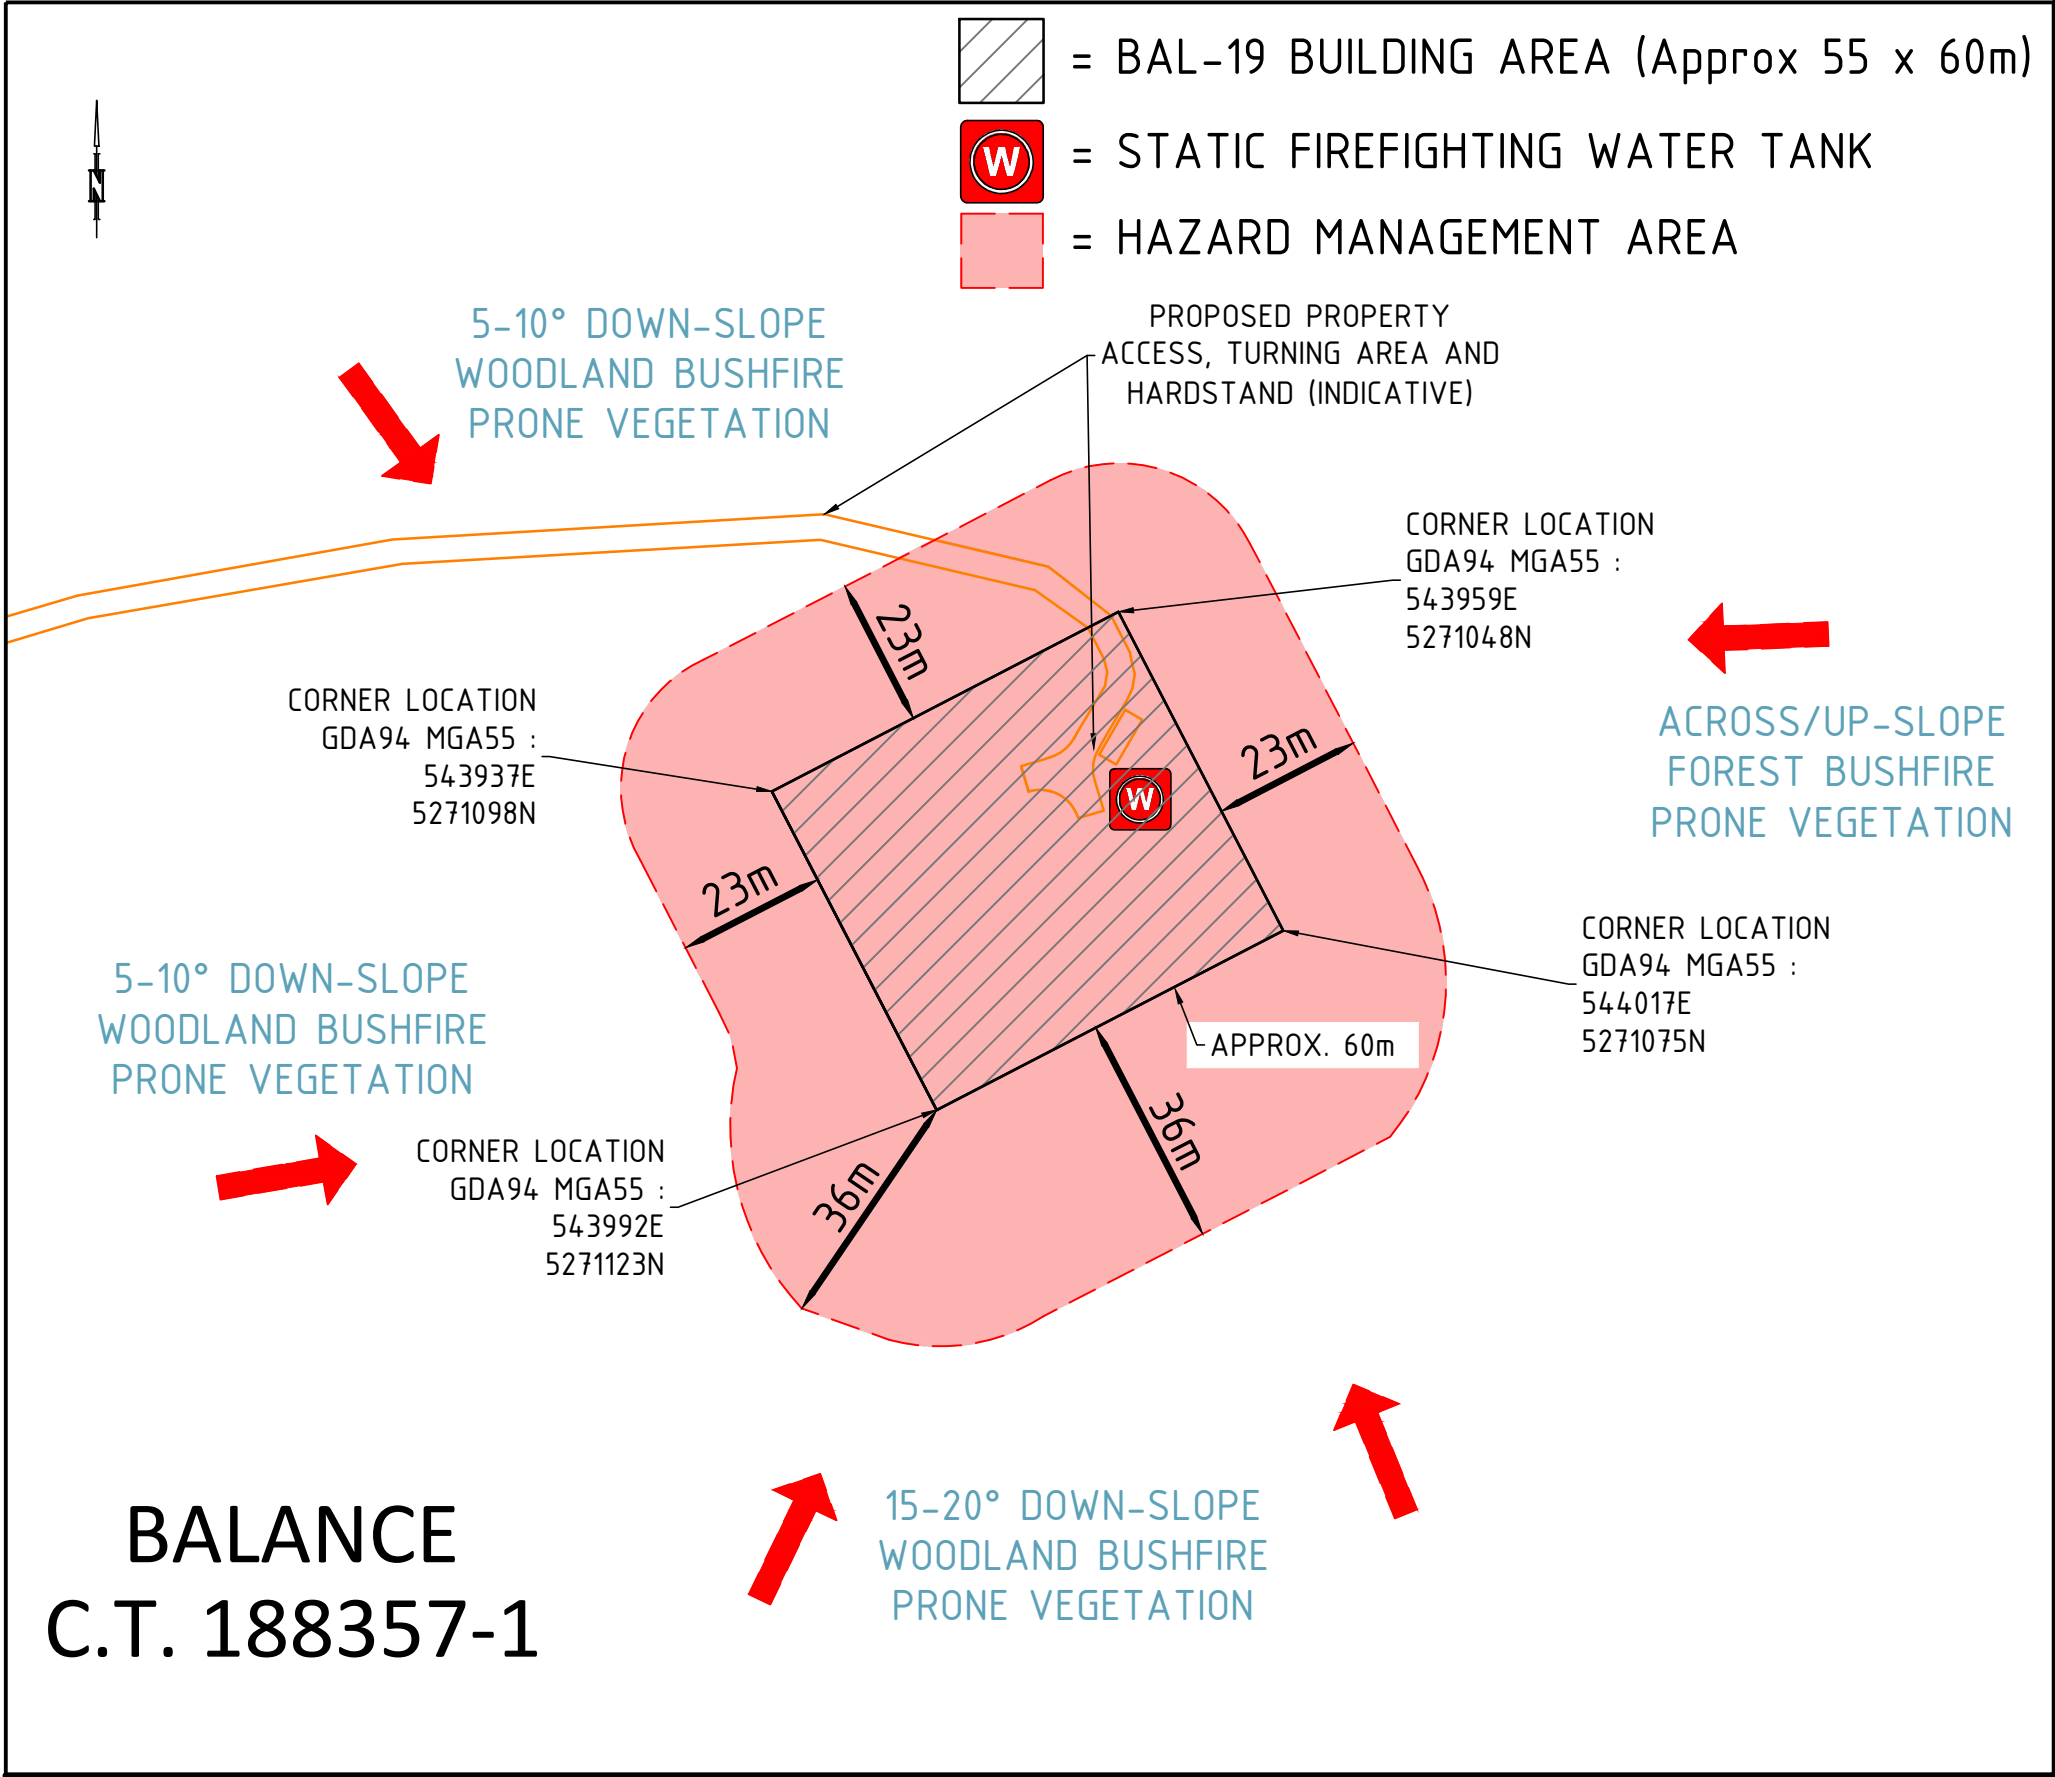 = BAL-19 BUILDING AREA (Approx 55 x 60m)
W
= STATIC FIREFIGHTING WATER TANK
= HAZARD MANAGEMENT AREA
N
5-10° DOWN-SLOPE
WOODLAND BUSHFIRE
PRONE VEGETATION
PROPOSED PROPERTY
ACCESS, TURNING AREA AND
HARDSTAND (INDICATIVE)
CORNER LOCATION
GDA94 MGA55 :
543959E
5271048N
23m
CORNER LOCATION
GDA94 MGA55 :
543937E
5271098N
23m
W
ACROSS/UP-SLOPE
FOREST BUSHFIRE
PRONE VEGETATION
23m
5-10° DOWN-SLOPE
WOODLAND BUSHFIRE
PRONE VEGETATION
CORNER LOCATION
GDA94 MGA55 :
544017E
5271075N
APPROX. 60m
36m
CORNER LOCATION
GDA94 MGA55 :
543992E
5271123N
36m
15-20° DOWN-SLOPE
WOODLAND BUSHFIRE
PRONE VEGETATION
BALANCE
C.T. 188357-1